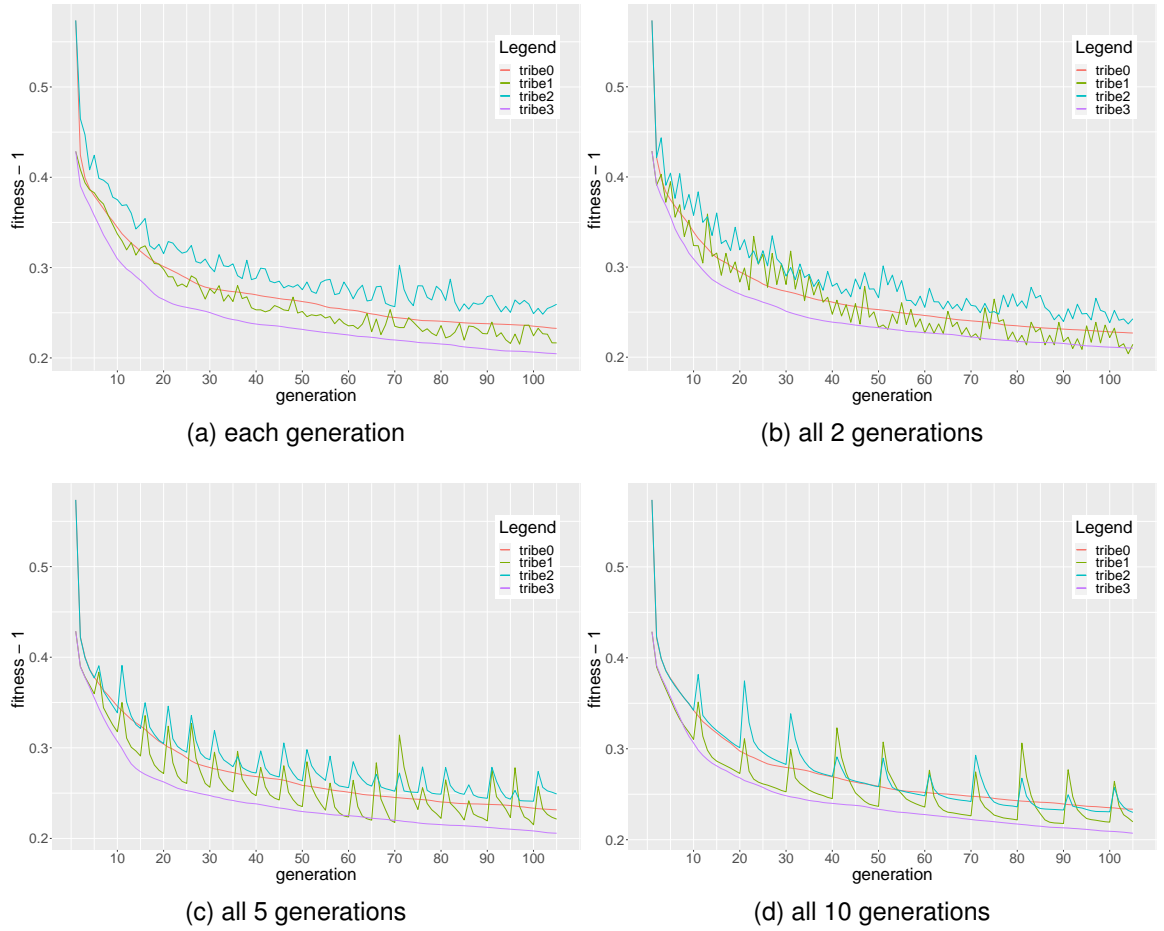 Legend
tribe0
tribe1
tribe2
tribe3
0.5
0.4
0.3
0.2
fitness − 1
10 20 30 40 50 60 70 80 90 100
generation
(a) each generation
Legend
tribe0
tribe1
tribe2
tribe3
0.5
0.4
0.3
0.2
fitness − 1
10 20 30 40 50 60 70 80 90 100
generation
(b) all 2 generations
Legend
tribe0
tribe1
tribe2
tribe3
0.5
0.4
0.3
0.2
fitness − 1
10 20 30 40 50 60 70 80 90 100
generation
(c) all 5 generations
Legend
tribe0
tribe1
tribe2
tribe3
0.5
0.4
0.3
0.2
fitness − 1
10 20 30 40 50 60 70 80 90 100
generation
(d) all 10 generations